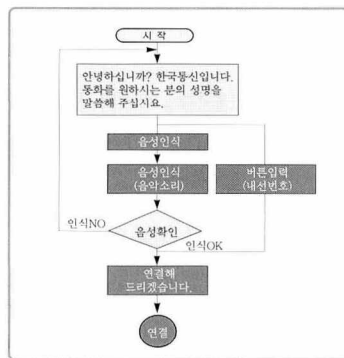 시 작
안녕하십니까? 한국통신입니다.
통화를 원하시는 분의 성명을
말씀해 주십시요.
음성인식
음성인식
(음악소리)
버튼입력
(내선번호)
음성확인
인식NO
인식OK
연결해
드리겠습니다.
연결